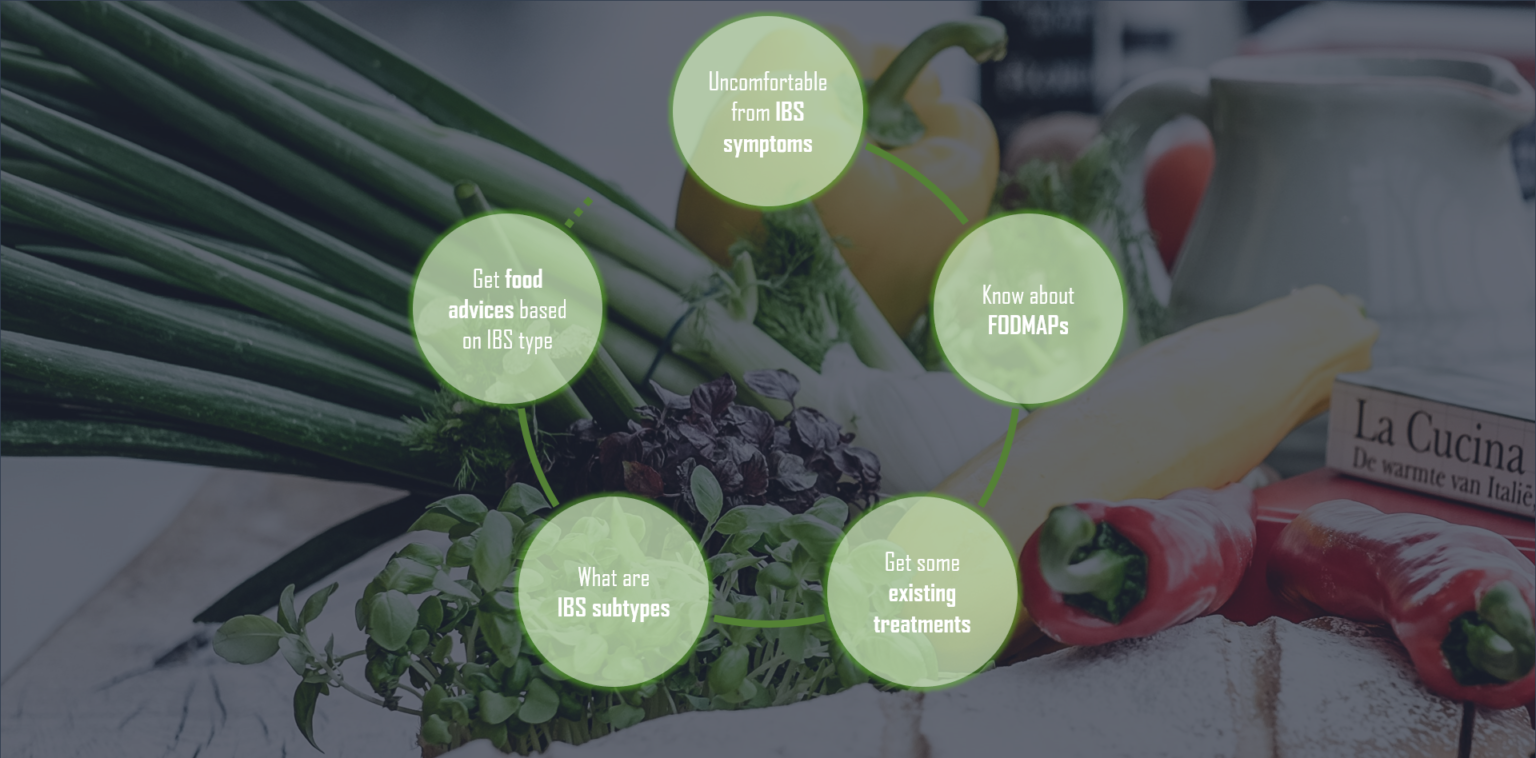 Uncomfortable
from IBS
symptoms
Know about
FODMAPs
Get some
existing
treatments
What are
IBS subtypes
Get food
advices based
on IBS type
La Cucina
De warmte van Italië